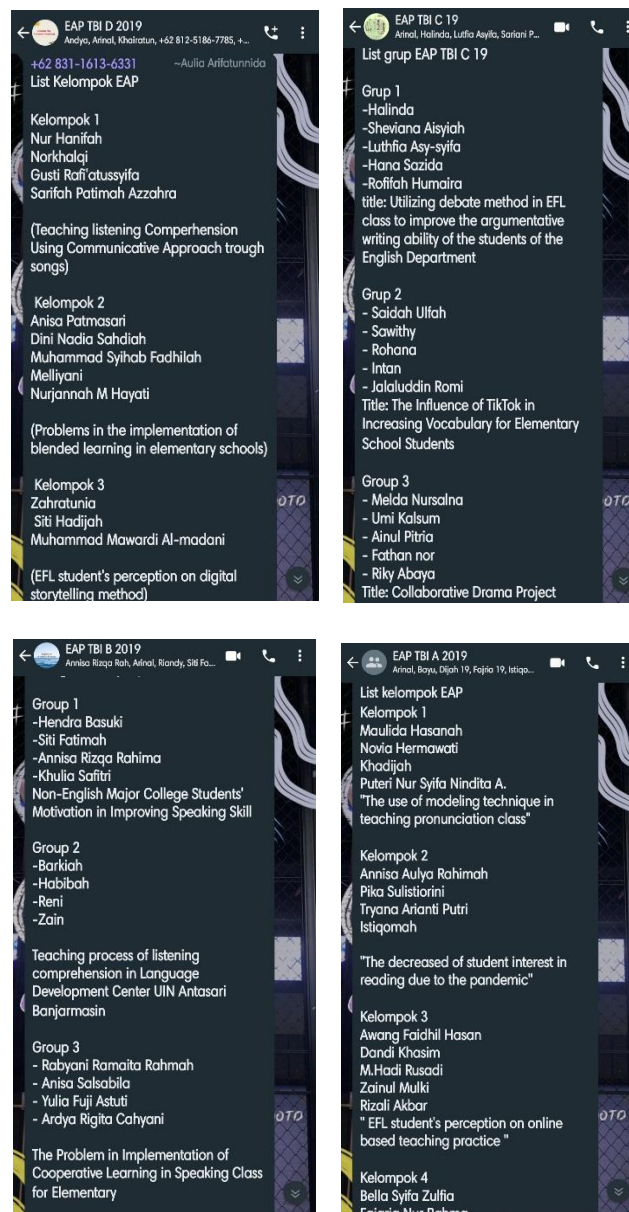 EAP TBI D 2019
Andya, Arinal, Khairatun, +62 812-5186-7785, +...
+62 831-1613-6331 ~Aulia Arifatunnida
List Kelompok EAP
Kelompok 1
Nur Hanifah
Norkhalqi
Gusti Rafi'atussyifa
Sarifah Patimah Azzahra
(Teaching listening Comperhension
Using Communicative Approach trough
songs)
Kelompok 2
Anisa Patmasari
Dini Nadia Sahdiah
Muhammad Syihab Fadhilah
Melliyani
Nurjannah M Hayati
(Problems in the implementation of
blended learning in elementary schools)
Kelompok 3
Zahratunia
Siti Hadijah
Muhammad Mawardi Al-madani
(EFL student's perception on digital
storytelling method)
OTO
EAP TBI C 19
Arinal, Halinda, Lutfia Asyifa, Sariani P...
List grup EAP TBI C 19
Grup 1
-Halinda
-Sheviana Aisyiah
-Luthfia Asy-syifa
-Hana Sazida
-Rofifah Humaira
title: Utilizing debate method in EFL
class to improve the argumentative
writing ability of the students of the
English Department
Grup 2
- Saidah Ulfah
- Sawithy
- Rohana
- Intan
- Jalaluddin Romi
Title: The Influence of TikTok in
Increasing Vocabulary for Elementary
School Students
Group 3
- Melda Nursalna
- Umi Kalsum
- Ainul Pitria
- Fathan nor
- Riky Abaya
Title: Collaborative Drama Project
OTO
EAP TBI B 2019
Annisa Rizqa Rah, Arinal, Riandy, Siti Fa...
Group 1
-Hendra Basuki
-Siti Fatimah
-Annisa Rizqa Rahima
-Khulia Safitri
Non-English Major College Students'
Motivation in Improving Speaking Skill
Group 2
-Barkiah
-Habibah
-Reni
-Zain
Teaching process of listening
comprehension in Language
Development Center UIN Antasari
Banjarmasin
Group 3
- Rabyani Ramaita Rahmah
- Anisa Salsabila
- Yulia Fuji Astuti
- Ardya Rigita Cahyani
The Problem in Implementation of
Cooperative Learning in Speaking Class
for Elementary
OTO
EAP TBI A 2019
Arinal, Bayu, Dijah 19, Fajria 19, Istiqo...
List kelompok EAP
Kelompok 1
Maulida Hasanah
Novia Hermawati
Khadijah
Puteri Nur Syifa Nindita A.
"The use of modeling technique in
teaching pronunciation class"
Kelompok 2
Annisa Aulya Rahimah
Pika Sulistiorini
Tryana Arianti Putri
Istiqomah
"The decreased of student interest in
reading due to the pandemic"
Kelompok 3
Awang Faidhil Hasan
Dandi Khasim
M.Hadi Rusadi
Zainul Mulki
Rizali Akbar
" EFL student's perception on online
based teaching practice "
Kelompok 4
Bella Syifa Zulfia
OTO